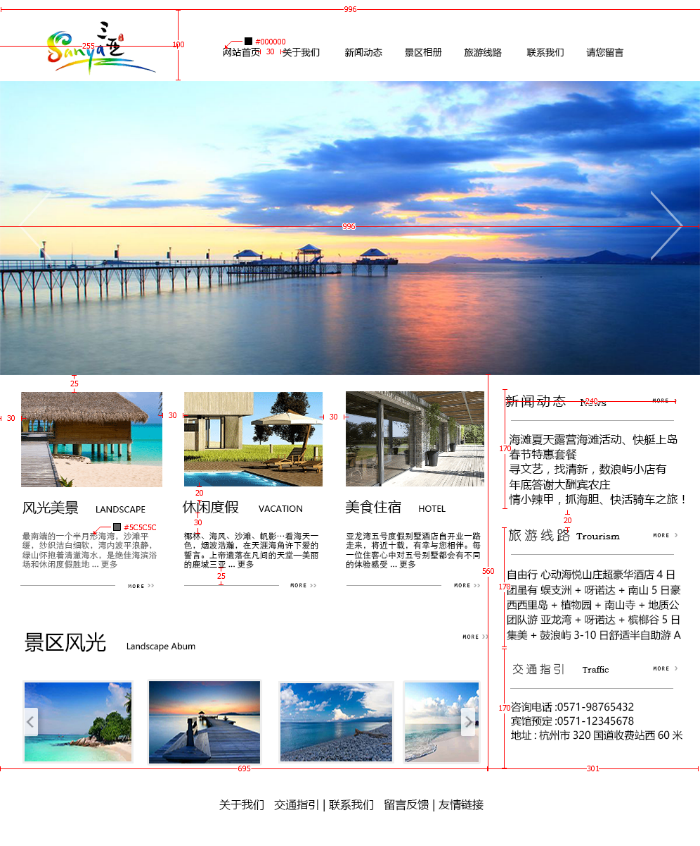 996
Sanya 三亚
255
100
#000000
网站首页 30 关于我们 新闻动态 景区相册 旅游线路 联系我们 请您留言
996
25
30
30
30
风光美景 LANDSCAPE
#5C5C5C
最南端的一个半月形海湾，沙滩平
缓，沙织洁白细软，海内波平浪静，
绿山怀抱着清澈海水，是绝佳海滨浴
场和休闲度假胜地 ... 更多
MORE >>
20
休闲度假 VACATION
30
椰林、海风、沙滩、帆影…看海天一
色，烟波浩瀚，在天涯海角许下爱的
誓言。上帝遗落在凡间的天堂—美丽
的鹿城三亚 ... 更多
25
MORE >>
美食住宿 HOTEL
亚龙湾五号度假别墅酒店自开业一路
走来，将近十载，有幸与您相伴。每
一位住客心中对五号别墅都会有不同
的体验感受 ... 更多
MORE >>
560
新闻动态 News
240
MORE >
170
海滩夏天露营海滩活动、快艇上岛
春节特惠套餐
寻文艺，找清新，数浪屿小店有
年底答谢大酬宾农庄
情小辣甲，抓海胆、快活骑车之旅！
20
旅游线路 Trourism
MORE >
自由行 心动海悦山庄超豪华酒店 4 日
团星有 蜈支洲 + 呀诺达 + 南山 5 日豪
西西里岛 + 植物园 + 南山寺 + 地质公
团队游 亚龙湾 + 呀诺达 + 槟榔谷 5 日
集美 + 鼓浪屿 3-10 日舒适半自助游 A
交通指引 Traffic
MORE >
170
咨询电话 :0571-98765432
宾馆预定 :0571-12345678
地址 : 杭州市 320 国道收费站西 60 米
景区风光 Landscape Abum
MORE >>
695
301
关于我们 交通指引 | 联系我们 留言反馈 | 友情链接